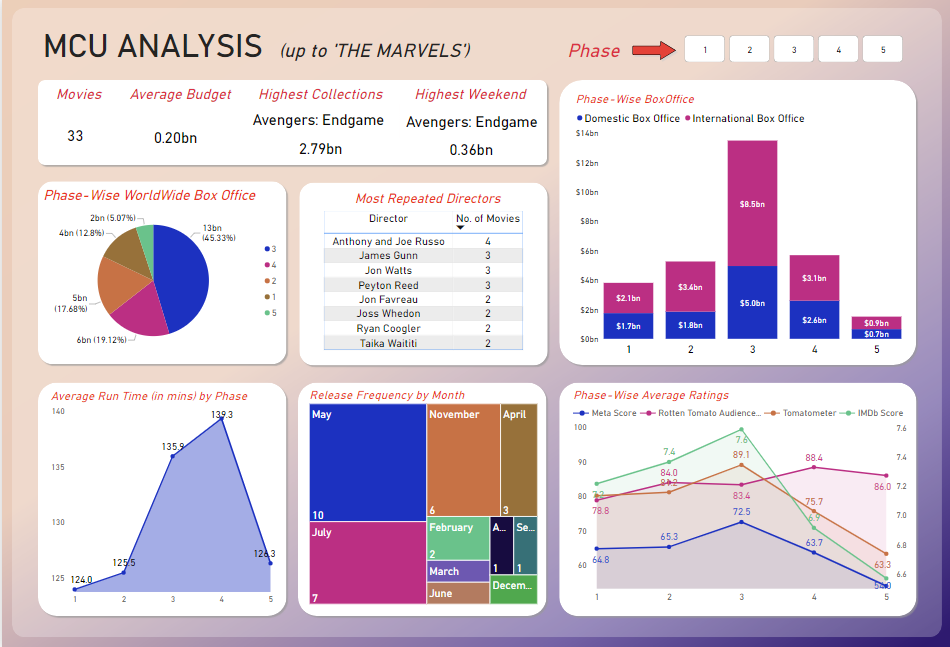 MCU ANALYSIS (up to 'THE MARVELS')
Phase
1 2 3 4 5
Movies Average Budget Highest Collections Highest Weekend
33 0.20bn Avengers: Endgame Avengers: Endgame
2.79bn 0.36bn
Phase-Wise WorldWide Box Office
2bn (5.07%)
4bn (12.8%)
13bn
(45.33%)
5bn
(17.68%)
6bn (19.12%)
3
4
2
1
5
Most Repeated Directors
Director No. of Movies
Anthony and Joe Russo 4
James Gunn 3
Jon Watts 3
Peyton Reed 3
Jon Favreau 2
Joss Whedon 2
Ryan Coogler 2
Taika Waititi 2
Phase-Wise BoxOffice
Domestic Box Office International Box Office
$14bn
$12bn
$10bn
$8bn
$6bn
$4bn
$2bn
$0bn
$2.1bn
$1.7bn
$3.4bn
$1.8bn
$8.5bn
$5.0bn
$3.1bn
$2.6bn
$0.9bn
$0.7bn
1 2 3 4 5
Average Run Time (in mins) by Phase
140
135
130
125
124.0
125.5
135.9
139.3
126.3
1 2 3 4 5
Release Frequency by Month
May
10
July
7
November
6
April
3
February
2
March
June
A...
1
Se...
1
Decem...
Phase-Wise Average Ratings
Meta Score Rotten Tomato Audience... Tomatometer IMDb Score
100
90
80
70
60
7.6
7.4
7.2
7.0
6.8
6.6
78.8
64.8
7.4
84.0
65.3
7.6
89.1
83.4
72.5
88.4
75.7
6.9
63.7
86.0
63.3
54.0
1 2 3 4 5